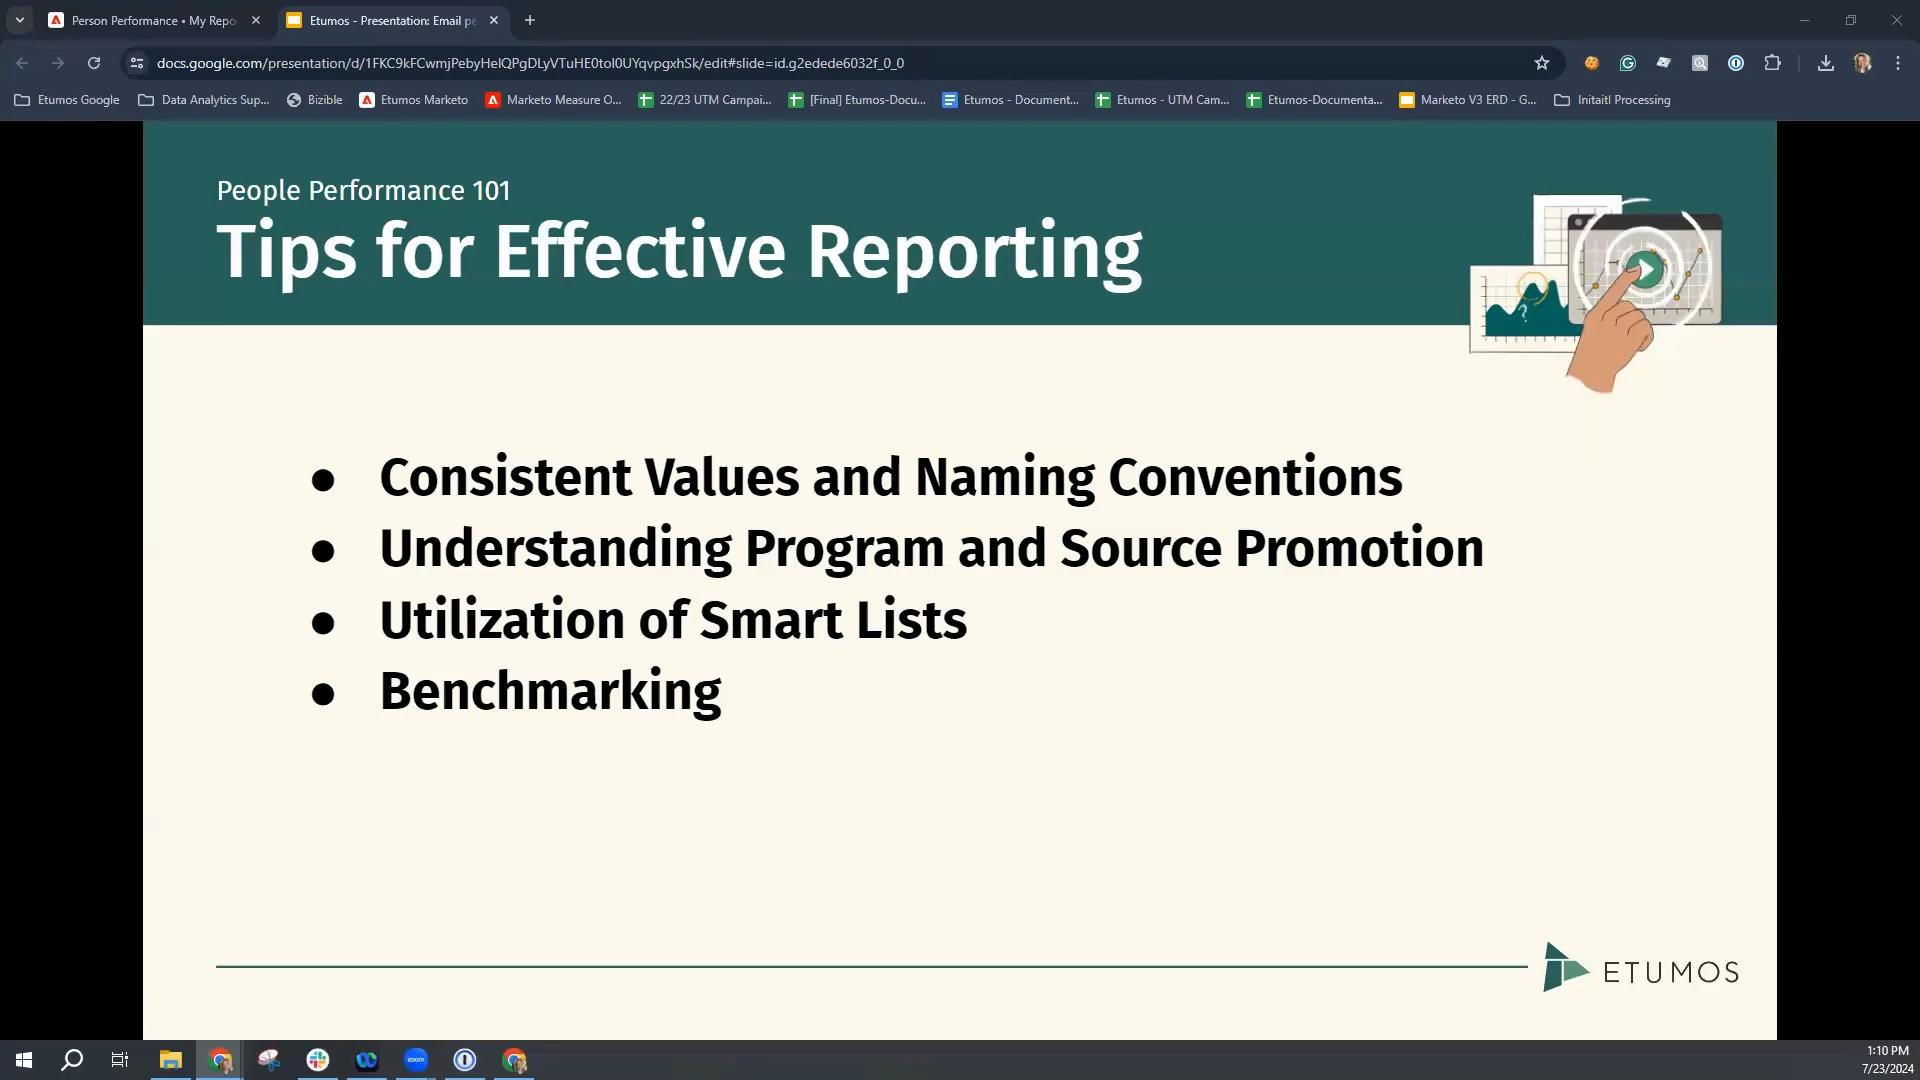 Person Performance • My Repo
Etumos - Presentation: Email pe
docs.google.com/presentation/d/1FKC9kFCwmjPebyHelQPgDLyVTuHE0tol0UYqvpgxhSk/edit#slide=id.g2edede6032f_0_0
Etumos Google
Data Analytics Sup...
Bizible
Etumos Marketo
Marketo Measure O...
22/23 UTM Campai...
[Final] Etumos-Docu...
Etumos - Document...
Etumos - UTM Cam...
Etumos-Documenta...
Marketo V3 ERD - G...
Initaitl Processing
People Performance 101
Tips for Effective Reporting
?
● Consistent Values and Naming Conventions
● Understanding Program and Source Promotion
● Utilization of Smart Lists
● Benchmarking
ETUMOS
zoom
1:10 PM
7/23/2024